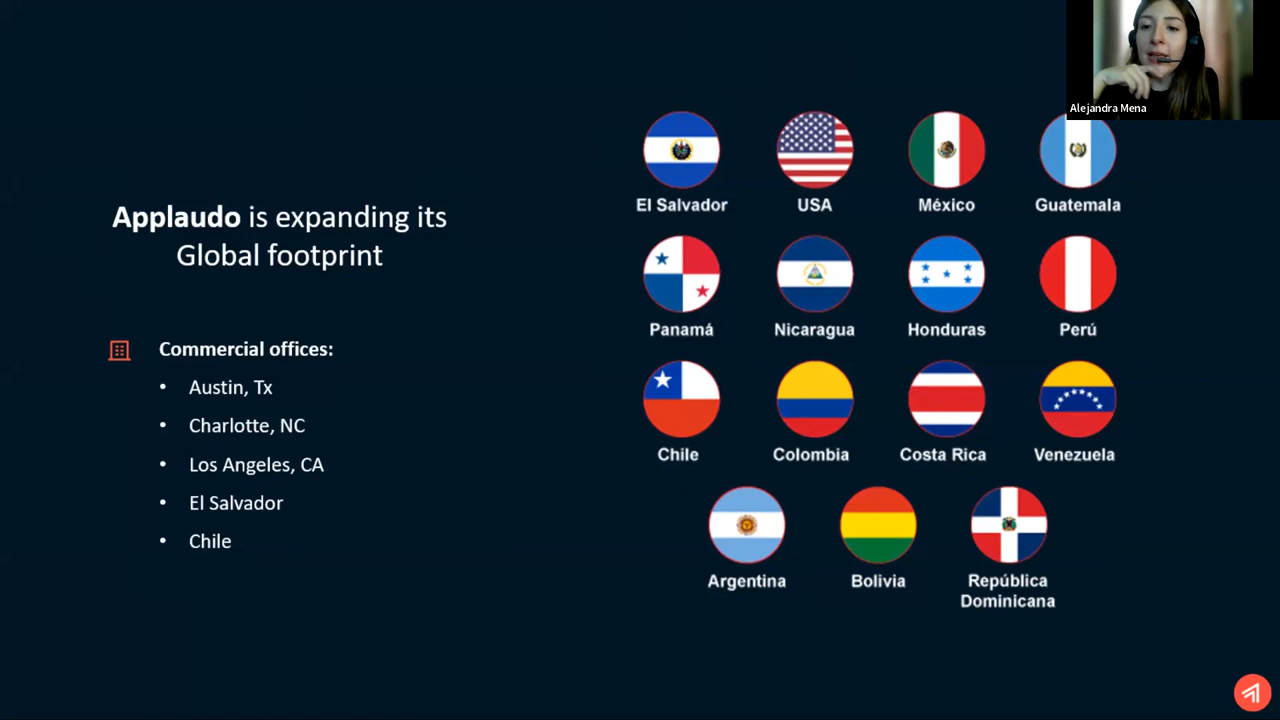 Alejandra Mena
Applaudo is expanding its
Global footprint
Commercial offices:
• Austin, Tx
• Charlotte, NC
• Los Angeles, CA
• El Salvador
• Chile
El Salvador
USA
México
Guatemala
Panamá
Nicaragua
Honduras
Perú
Chile
Colombia
Costa Rica
Venezuela
Argentina
Bolivia
República
Dominicana